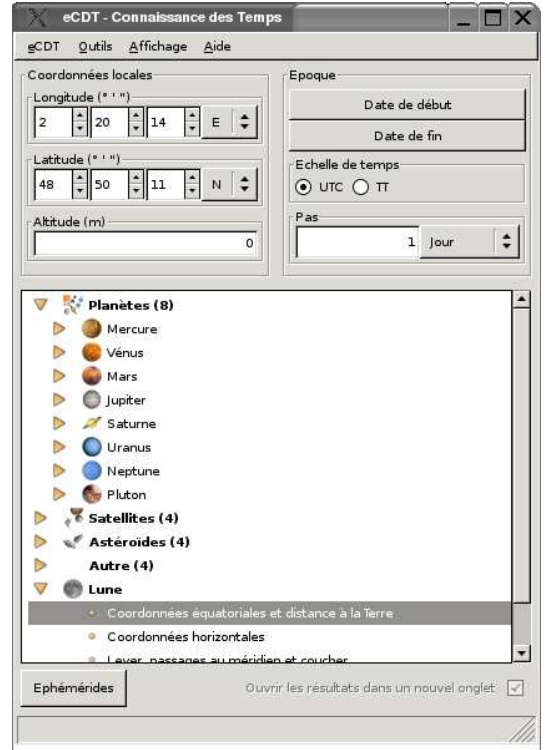 eCDT - Connaissance des Temps
eCDT Outils Affichage Aide
Coordonnées locales
Longitude (° ' ")
2 20 14 E
Latitude (° ' ")
48 50 11 N
Altitude (m)
0
Epoque
Date de début
Date de fin
Echelle de temps
UTC TT
Pas
1 Jour
Planètes (8)
Mercure
Vénus
Mars
Jupiter
Saturne
Uranus
Neptune
Pluton
Satellites (4)
Astéroïdes (4)
Autre (4)
Lune
Coordonnées équatoriales et distance à la Terre
Coordonnées horizontales
Lever, passages au méridien et coucher
Ephémérides
Ouvrir les résultats dans un nouvel onglet